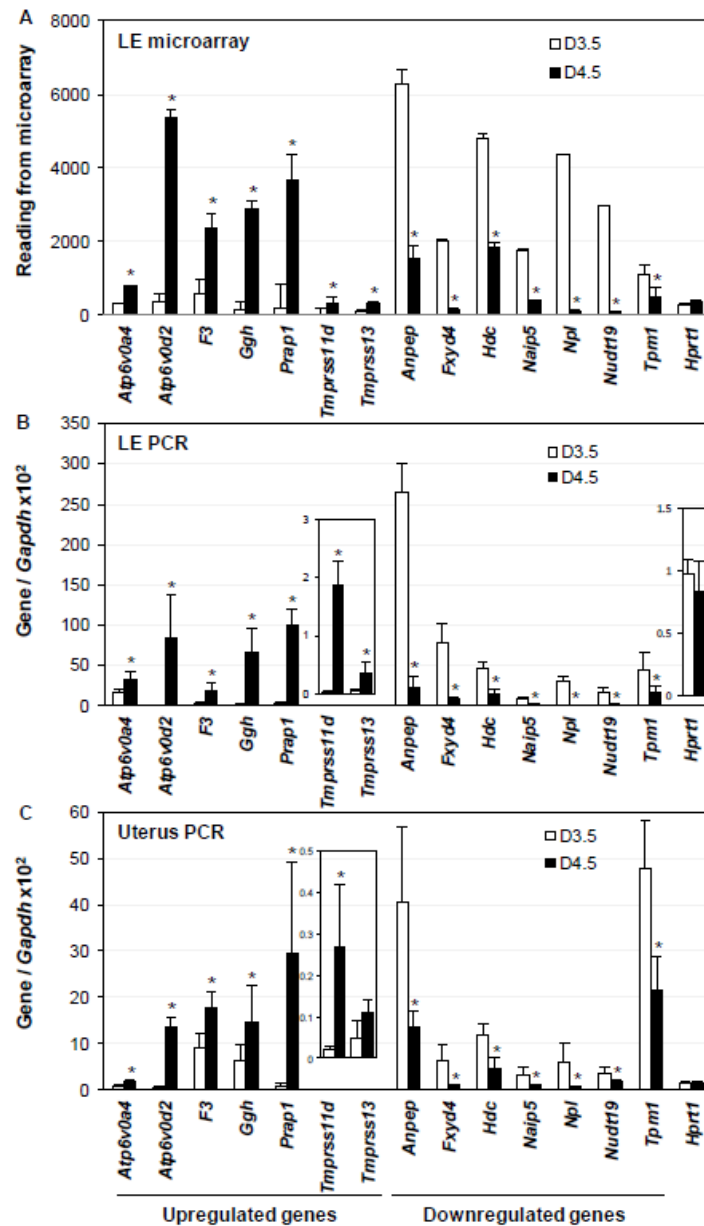 A
LE microarray
D3.5
D4.5
Reading from microarray
8000
6000
4000
2000
0
* * * * * * * * * * * * * *
Atp6v0a4 Atp6v0d2 F3 Ggh Prap1 Tmprss11d Tmprss13 Anpep Fxyd4 Hdc Naip5 Npl Nudt19 Tpm1 Hprt1
B
LE PCR
D3.5
D4.5
Gene / Gapdh x10²
350
300
250
200
150
100
50
0
3
2
1
0
1.5
1
0.5
0
* * * * * * * * * * * * * *
Atp6v0a4 Atp6v0d2 F3 Ggh Prap1 Tmprss11d Tmprss13 Anpep Fxyd4 Hdc Naip5 Npl Nudt19 Tpm1 Hprt1
C
Uterus PCR
D3.5
D4.5
Gene / Gapdh x10²
60
50
40
30
20
10
0
0.5
0.4
0.3
0.2
0.1
0
* * * * * * * * * * * * *
Atp6v0a4 Atp6v0d2 F3 Ggh Prap1 Tmprss11d Tmprss13 Anpep Fxyd4 Hdc Naip5 Npl Nudt19 Tpm1 Hprt1
Upregulated genes Downregulated genes